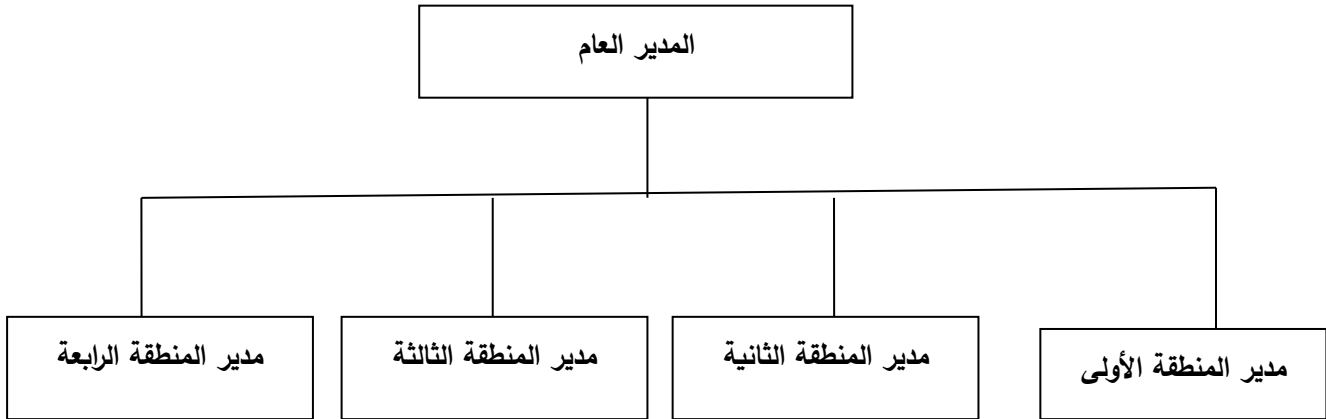 المدير العام
مدير المنطقة الأولى
مدير المنطقة الثانية
مدير المنطقة الثالثة
مدير المنطقة الرابعة